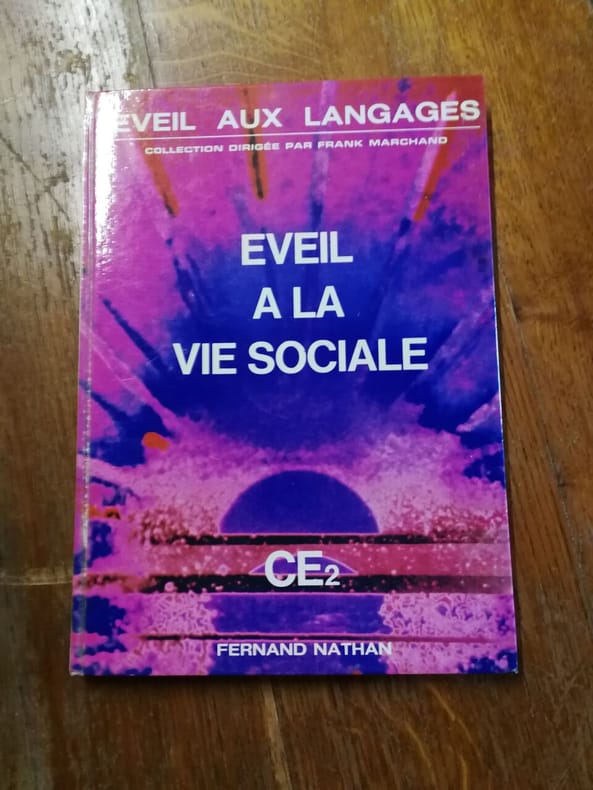 EVEIL AUX LANGAGES
COLLECTION DIRIGÉE PAR FRANK MARCHAND
EVEIL
A LA
VIE SOCIALE
CE2
FERNAND NATHAN